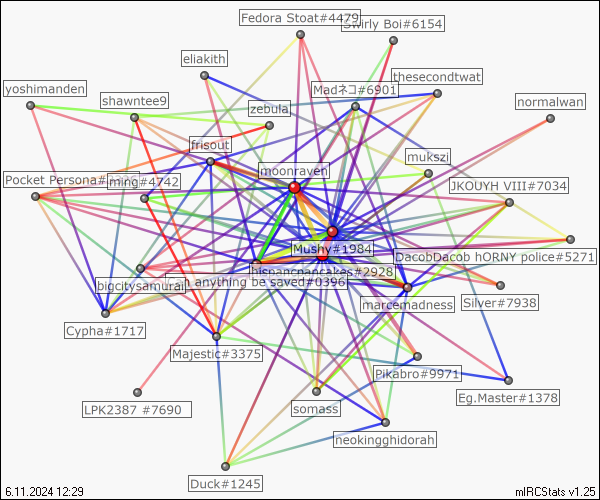 Fedora Stoat#4479
Swirly Boi#6154
eliakith
thesecondtwat
yoshimanden
Madネコ#6901
shawntee9
zebula
normalwan
frisout
mukszi
moonraven
Pocket Persona#
ming#4742
JKOUYH VIII#7034
Mushy#1984
DacobDacob hORNY police#5271
hispancnancakes#2928
bigcitysamurai
anything be saved#0396
Silver#7938
marcemadness
Cypha#1717
Majestic#3375
Pikabro#9971
Eg.Master#1378
LPK2387 #7690
somass
neokingghidorah
Duck#1245
6.11.2024 12:29
mIRCStats v1.25